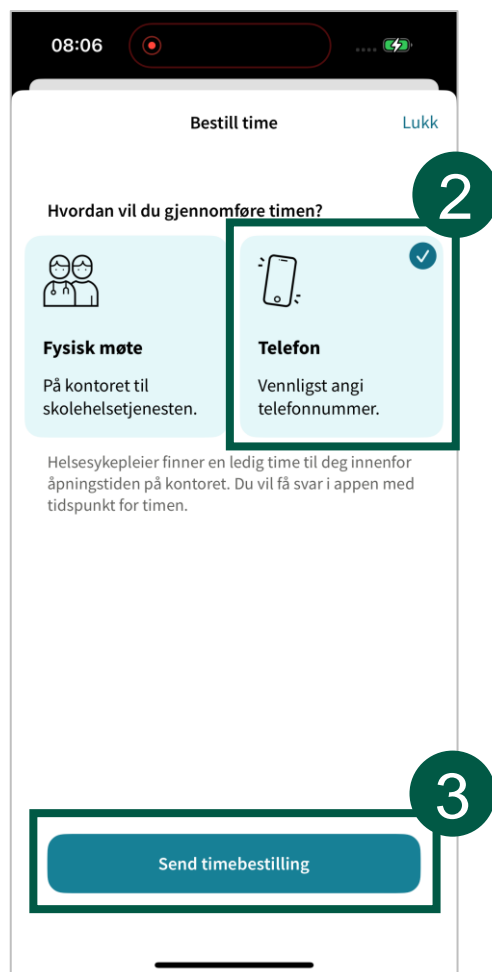 08:06
Bestill time
Lukk
2
Hvordan vil du gjennomføre timen?
Fysisk møte
På kontoret til
skolehelsetjenesten.
Telefon
Vennligst angi
telefonnummer.
Helsesykepleier finner en ledig time til deg innenfor
åpningstiden på kontoret. Du vil få svar i appen med
tidspunkt for timen.
3
Send timebestilling